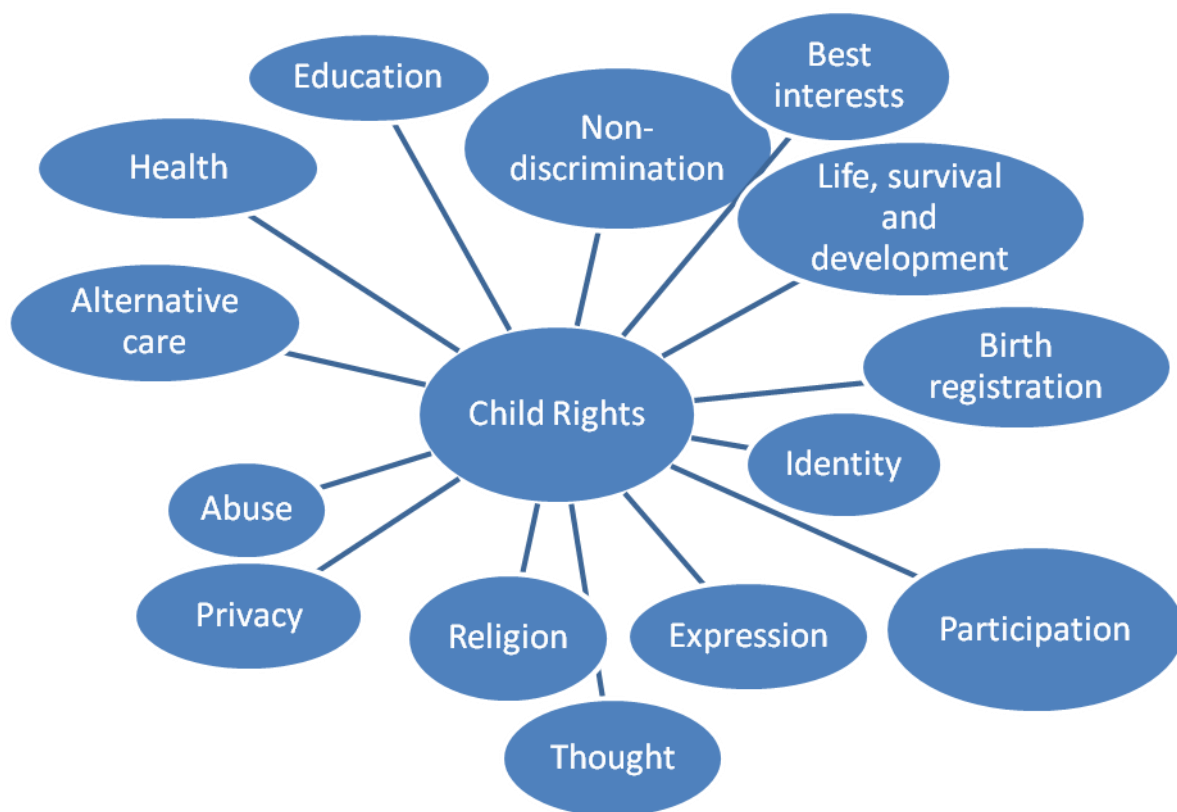 Best
interests
Education
Non-
discrimination
Health
Life, survival
and
development
Alternative
care
Birth
registration
Child Rights
Identity
Abuse
Privacy
Religion
Expression
Participation
Thought